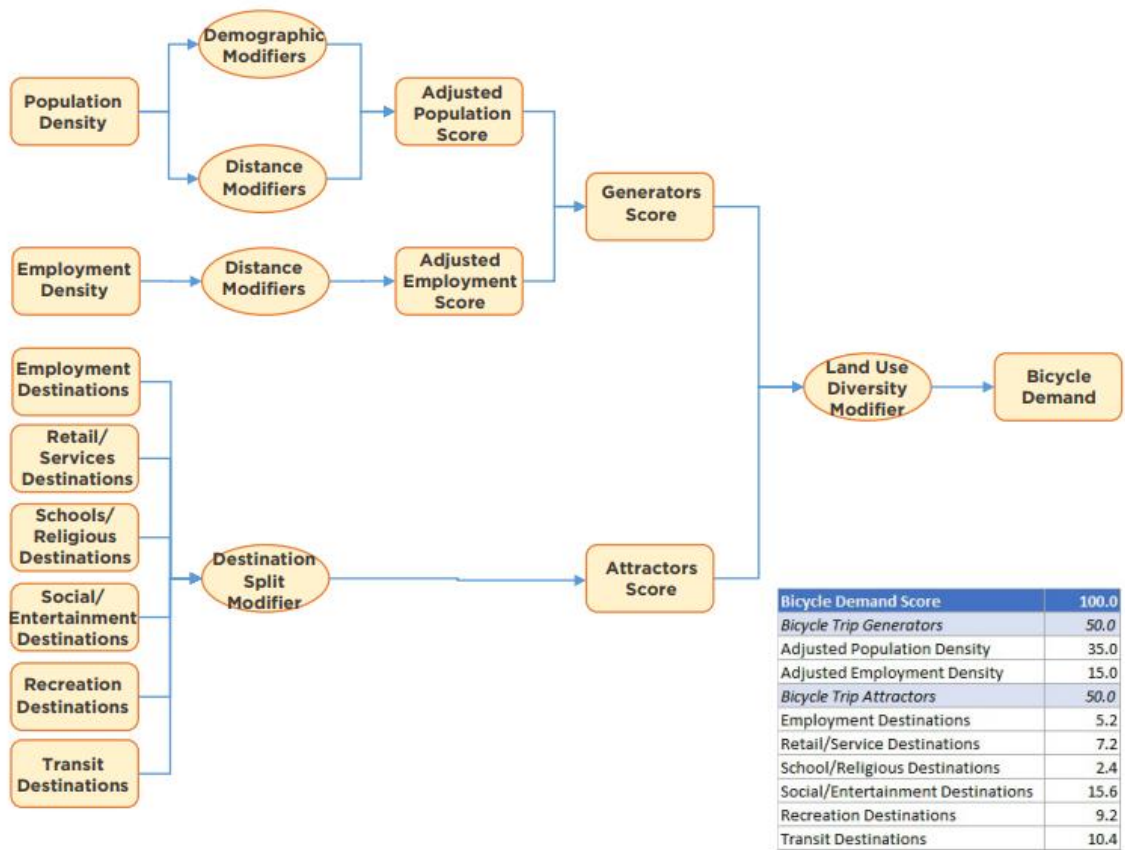 Demographic
Modifiers
Population
Density
Adjusted
Population
Score
Distance
Modifiers
Generators
Score
Employment
Density
Distance
Modifiers
Adjusted
Employment
Score
Employment
Destinations
Retail/
Services
Destinations
Schools/
Religious
Destinations
Social/
Entertainment
Destinations
Recreation
Destinations
Transit
Destinations
Destination
Split
Modifier
Attractors
Score
Land Use
Diversity
Modifier
Bicycle
Demand
Bicycle Demand Score 100.0
Bicycle Trip Generators 50.0
Adjusted Population Density 35.0
Adjusted Employment Density 15.0
Bicycle Trip Attractors 50.0
Employment Destinations 5.2
Retail/Service Destinations 7.2
School/Religious Destinations 2.4
Social/Entertainment Destinations 15.6
Recreation Destinations 9.2
Transit Destinations 10.4